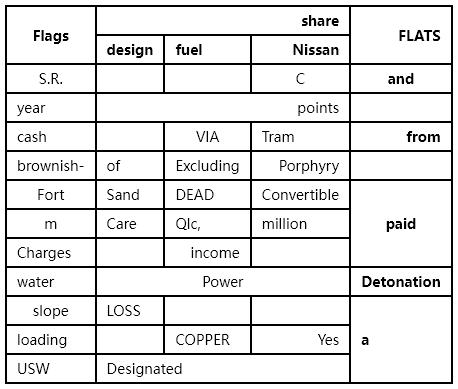 Flags share FLATS
design fuel Nissan
S.R. C and
year points
cash VIA Tram from
brownish- of Excluding Porphyry
Fort Sand DEAD Convertible
m Care Qlc, million paid
Charges income
water Power Detonation
slope LOSS
loading COPPER Yes a
USW Designated